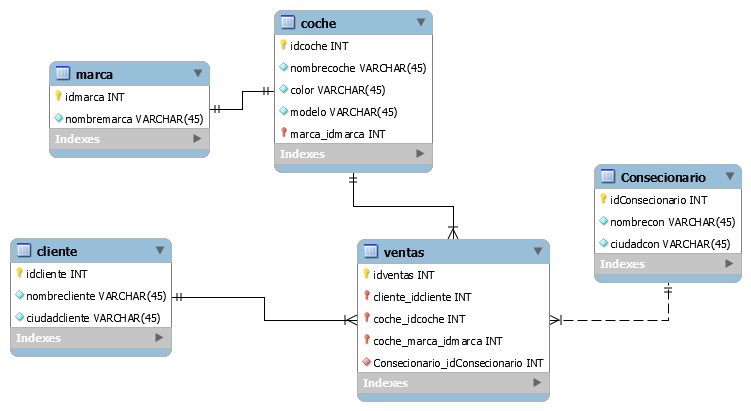 coche
idcoche INT
nombrecoche VARCHAR(45)
color VARCHAR(45)
modelo VARCHAR(45)
marca_idmarca INT
Indexes
marca
idmarca INT
nombremarca VARCHAR(45)
Indexes
Consecionario
idConsecionario INT
nombrecon VARCHAR(45)
ciudadcon VARCHAR(45)
Indexes
cliente
idcliente INT
nombrecliente VARCHAR(45)
ciudadcliente VARCHAR(45)
Indexes
ventas
idventas INT
cliente_idcliente INT
coche_idcoche INT
coche_marca_idmarca INT
Consecionario_idConsecionario INT
Indexes